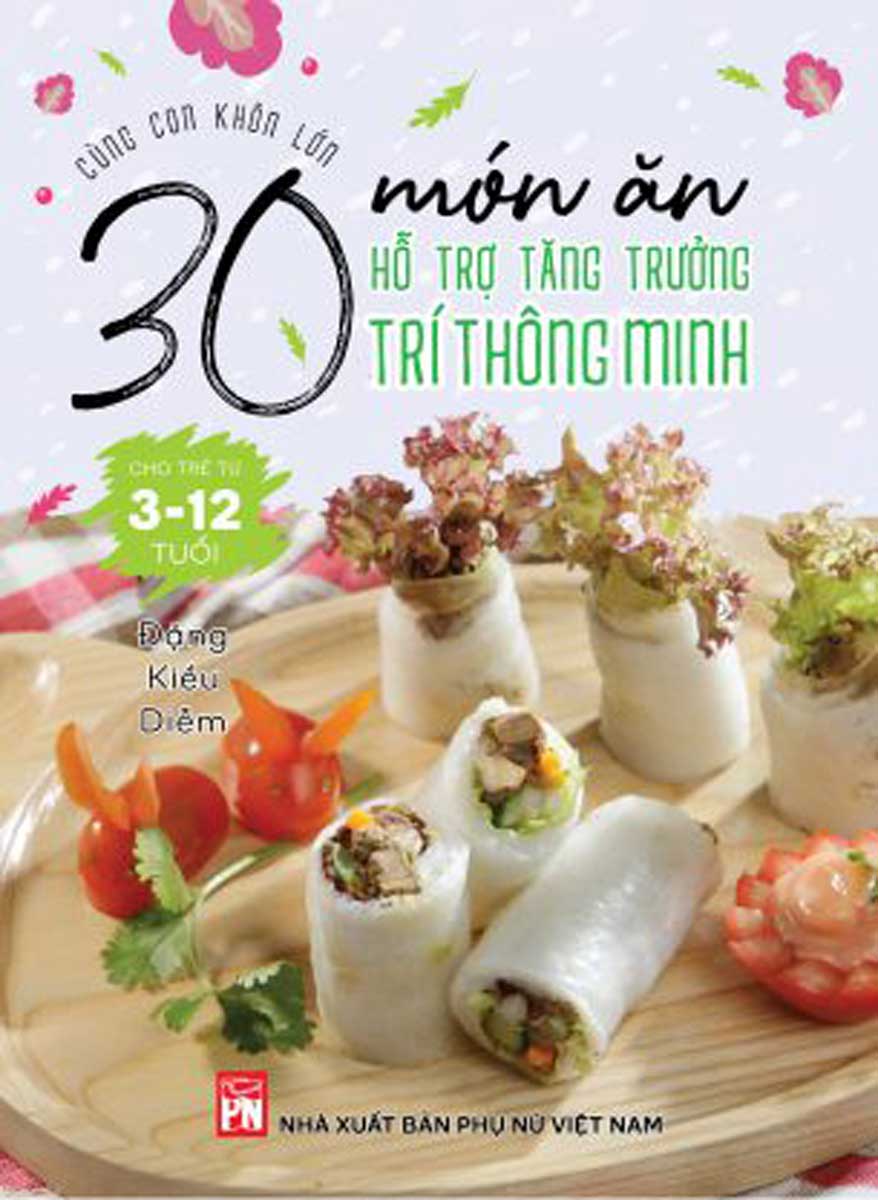 CÙNG CON KHÔN LỚN
30 món ăn
HỖ TRỢ TĂNG TRƯỞNG
TRÍ THÔNG MINH
CHO TRẺ TỪ
3-12
TUỔI
Đặng
Kiều
Diễm
PN
NHÀ XUẤT BẢN PHỤ NỮ VIỆT NAM